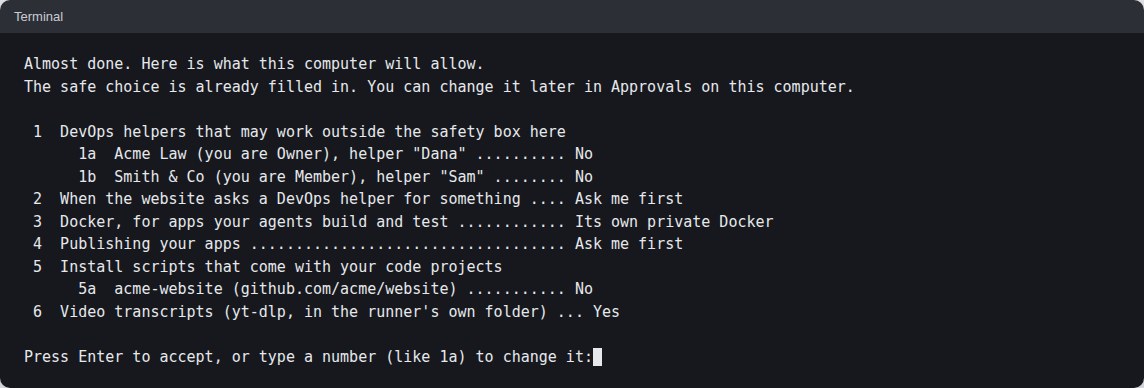 Terminal
Almost done. Here is what this computer will allow.
The safe choice is already filled in. You can change it later in Approvals on this computer.
1  DevOps helpers that may work outside the safety box here
1a  Acme Law (you are Owner), helper "Dana" .......... No
1b  Smith & Co (you are Member), helper "Sam" ........ No
2  When the website asks a DevOps helper for something .... Ask me first
3  Docker, for apps your agents build and test ............ Its own private Docker
4  Publishing your apps ................................... Ask me first
5  Install scripts that come with your code projects
5a  acme-website (github.com/acme/website) ........... No
6  Video transcripts (yt-dlp, in the runner's own folder) ... Yes
Press Enter to accept, or type a number (like 1a) to change it: